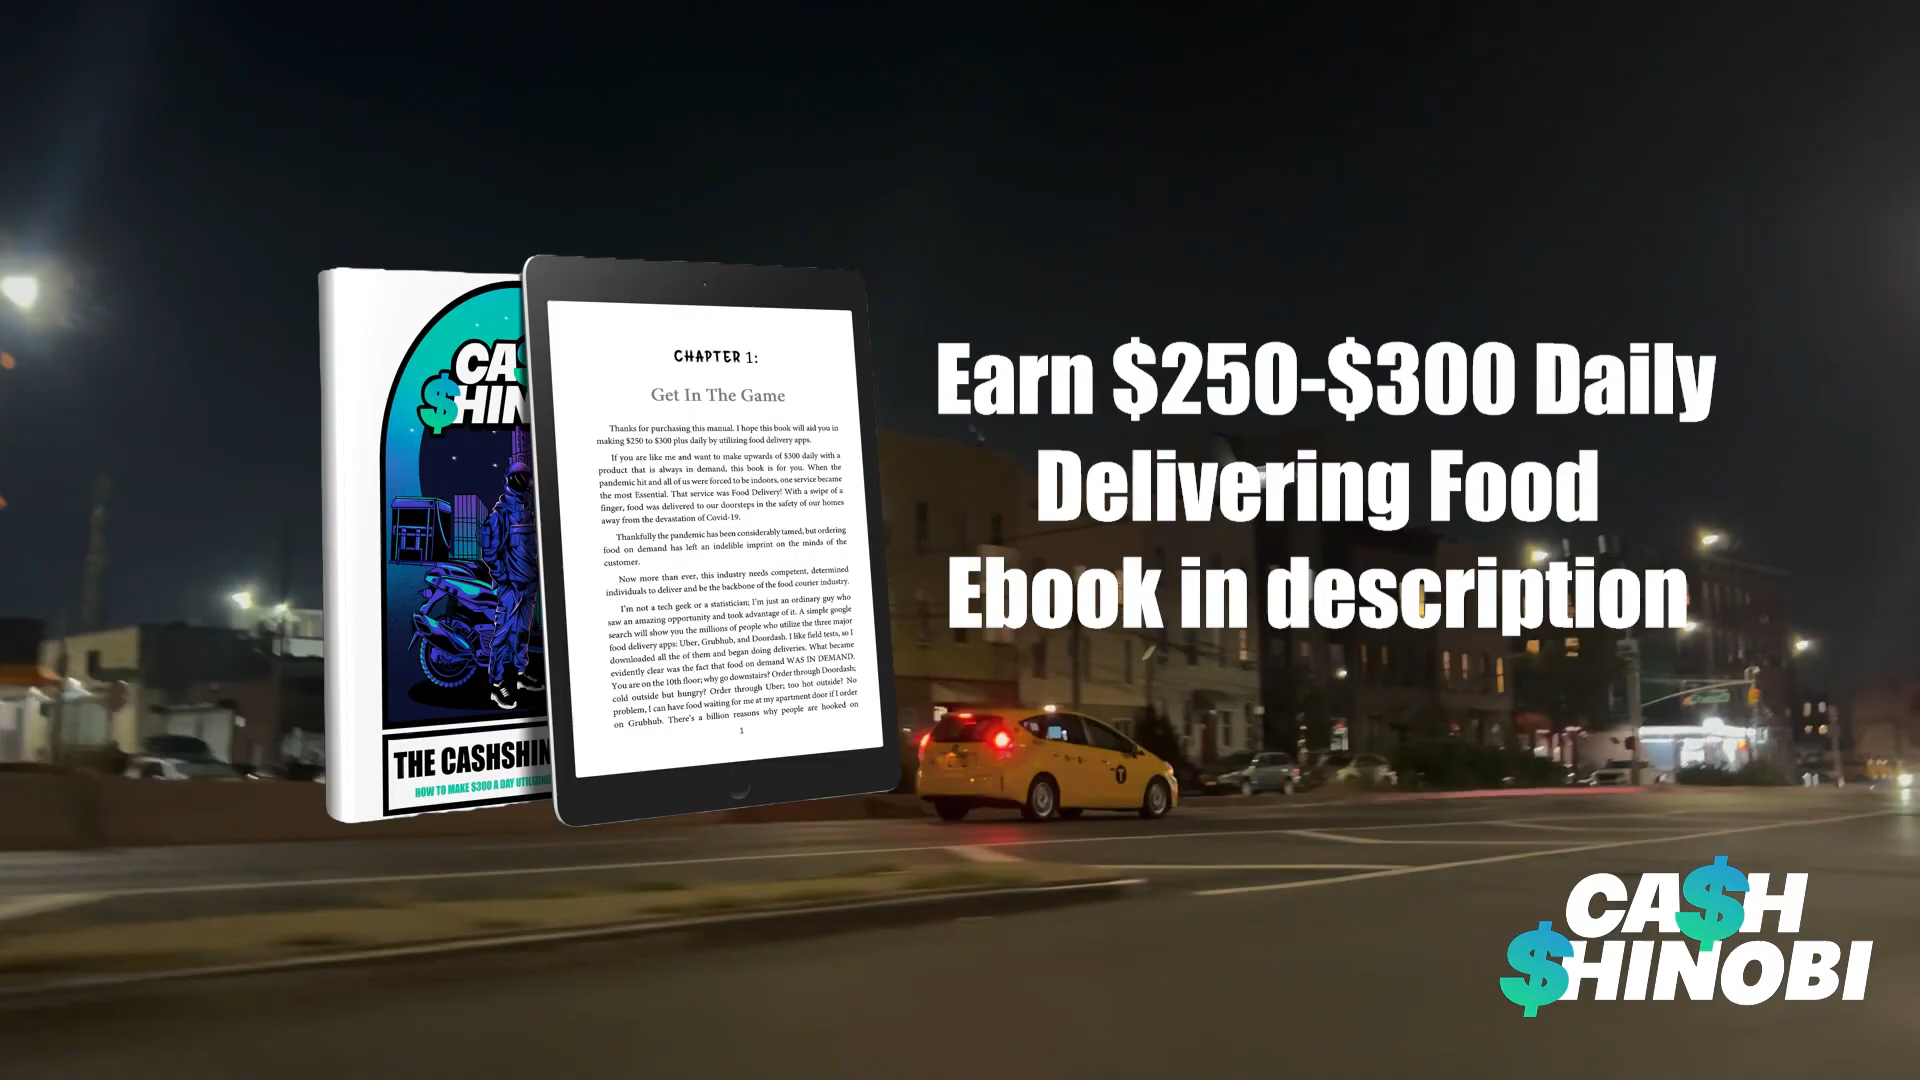 CA
$HIN
THE CASHSHIN
HOW TO MAKE $300 A DAY UTILIZING
CHAPTER 1:
Get In The Game
Thanks for purchasing this manual. I hope this book will aid you in
making $250 to $300 plus daily by utilizing food delivery apps.
If you are like me and want to make upwards of $300 daily with a
product that is always in demand, this book is for you. When the
pandemic hit and all of us were forced to be indoors, one service became
the most Essential. That service was Food Delivery! With a swipe of a
finger, food was delivered to our doorsteps in the safety of our homes
away from the devastation of Covid-19.
Thankfully the pandemic has been considerably tamed, but ordering
food on demand has left an indelible imprint on the minds of the
customer.
Now more than ever, this industry needs competent, determined
individuals to deliver and be the backbone of the food courier industry.
I'm not a tech geek or a statistician; I'm just an ordinary guy who
saw an amazing opportunity and took advantage of it. A simple google
search will show you the millions of people who utilize the three major
food delivery apps: Uber, Grubhub, and Doordash. I like field tests, so I
downloaded all the of them and began doing deliveries. What became
evidently clear was the fact that food on demand WAS IN DEMAND.
You are on the 10th floor; why go downstairs? Order through Doordash;
cold outside but hungry? Order through Uber; too hot outside? No
problem, I can have food waiting for me at my apartment door if I order
on Grubhub. There's a billion reasons why people are hooked on
1
Earn $250-$300 Daily
Delivering Food
Ebook in description
T
CA$H
$HINOBI